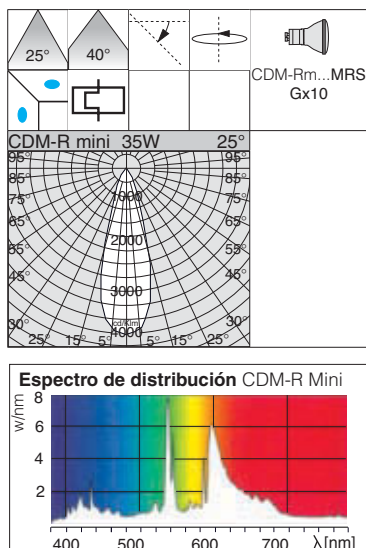 25° 40°
CDM-Rm...MRS
Gx10
CDM-R mini 35W 25°
95° 95°
85° 85°
75° 75°
65° 65°
55° 55°
45° 45°
30° 30°
25° 15° 5° 5° 15° 25°
1000
2000
3000
cd/Klm
4000
Espectro de distribución CDM-R Mini
w/nm
8
6
4
2
400 500 600 700 λ[nm]